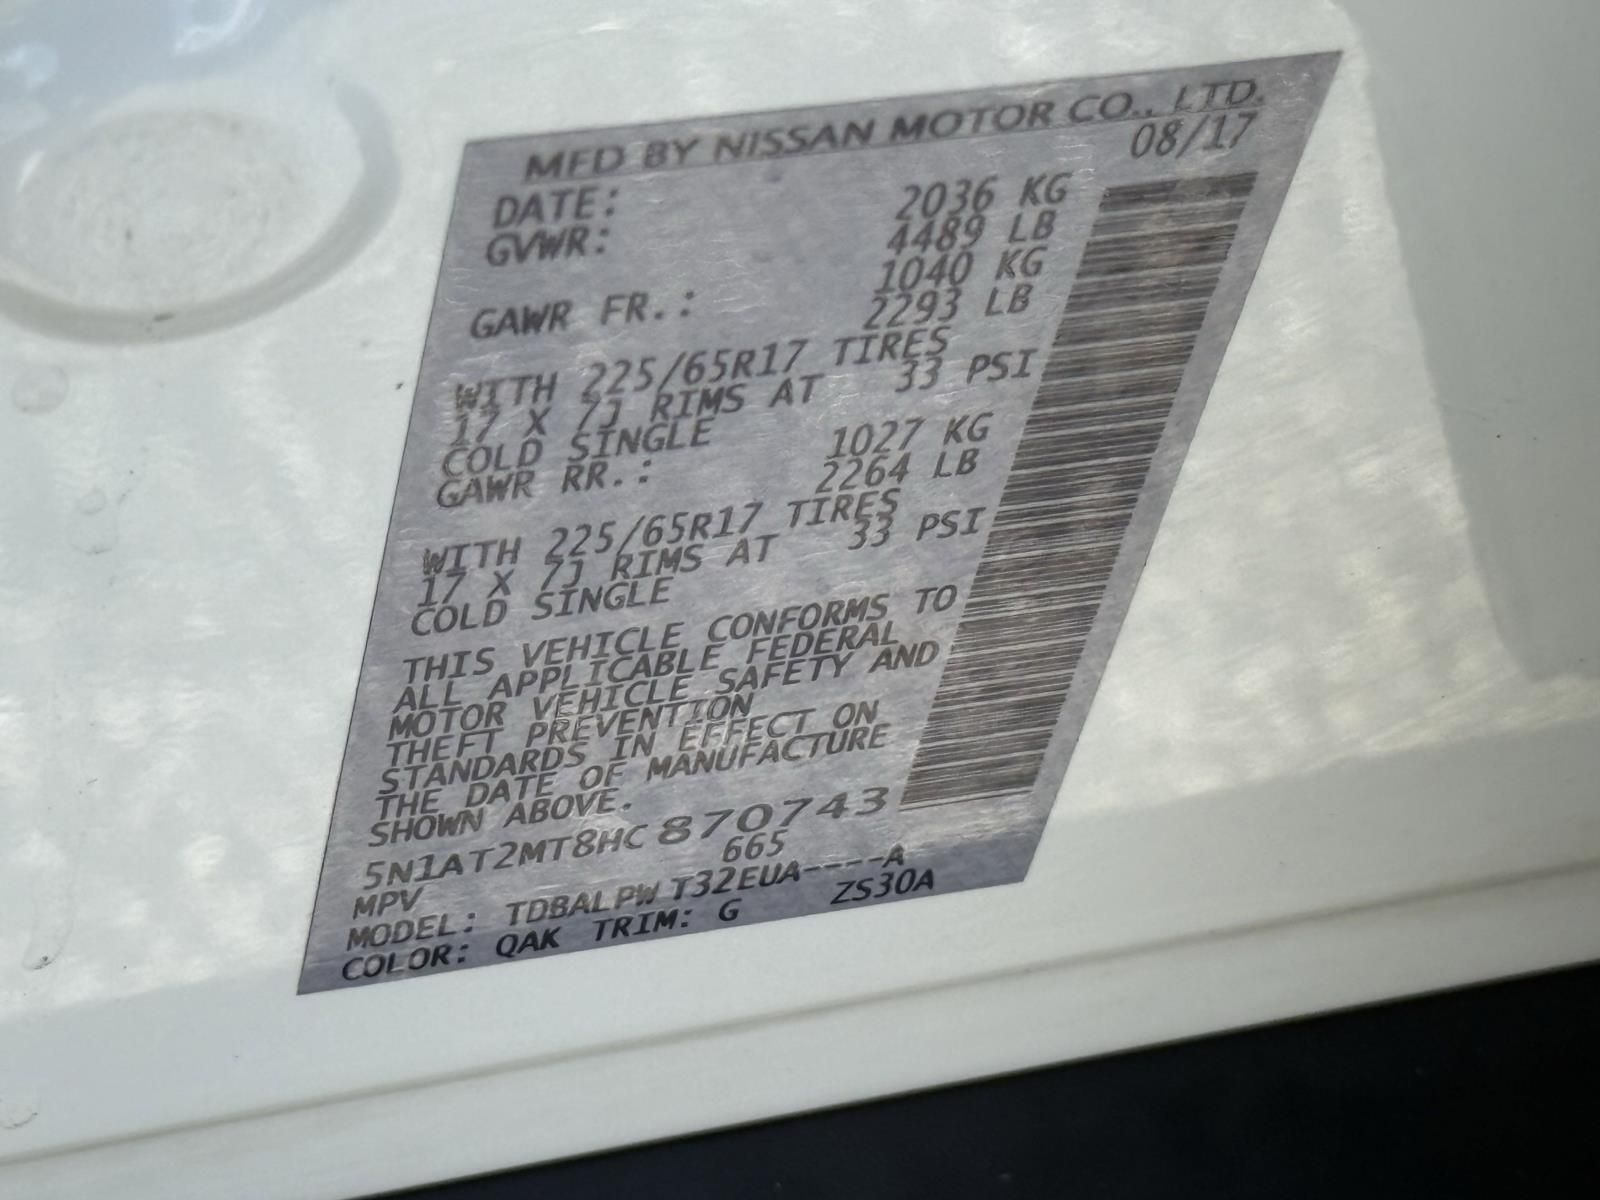 MFD BY NISSAN MOTOR CO., LTD.
DATE: 08/17
GVWR: 2036 KG
4489 LB
GAWR FR.: 1040 KG
2293 LB
WITH 225/65R17 TIRES
17 X 7J RIMS AT 33 PSI
COLD SINGLE
GAWR RR.: 1027 KG
2264 LB
WITH 225/65R17 TIRES
17 X 7J RIMS AT 33 PSI
COLD SINGLE
THIS VEHICLE CONFORMS TO
ALL APPLICABLE FEDERAL
MOTOR VEHICLE SAFETY AND
THEFT PREVENTION
STANDARDS IN EFFECT ON
THE DATE OF MANUFACTURE
SHOWN ABOVE.
5N1AT2MT8HC870743
MPV 665
MODEL: TDBALPW T32EUA----A
COLOR: QAK TRIM: G ZS30A